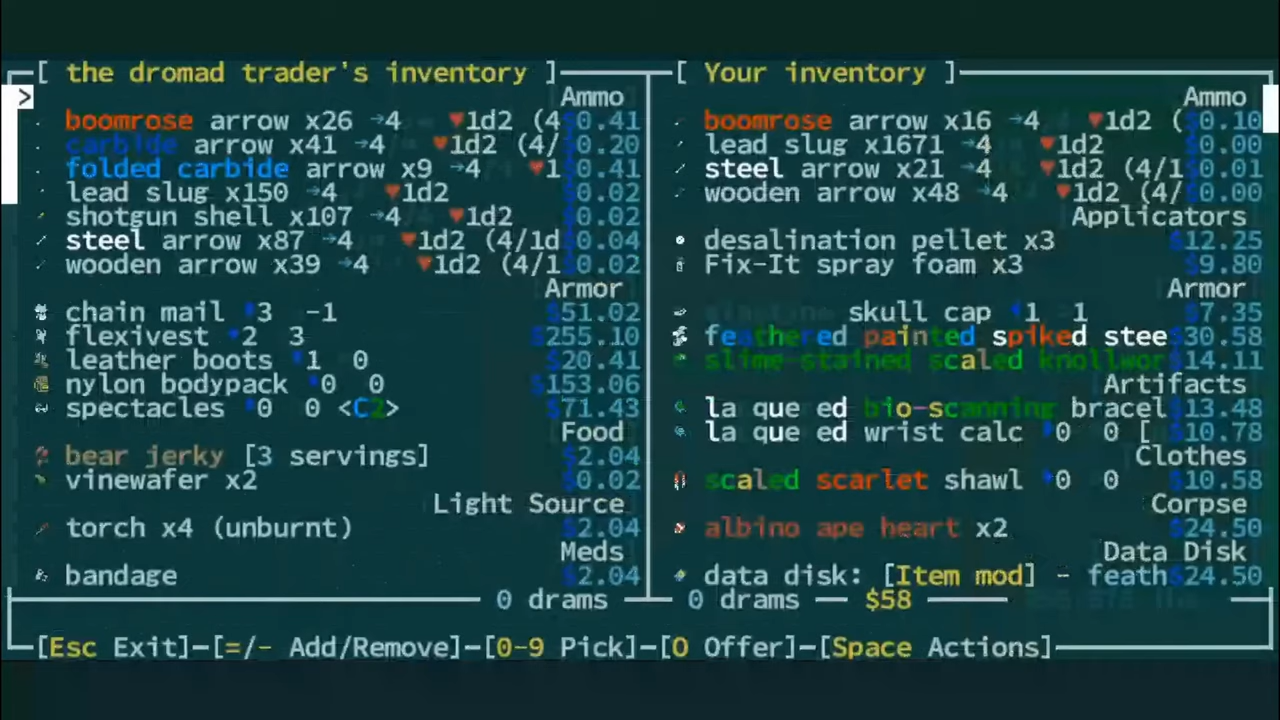 [ the dromad trader's inventory ]
Ammo
boomrose arrow x26 →4 ♥1d2 (4 $0.41
carbide arrow x41 →4 ♥1d2 (4/ $0.20
folded carbide arrow x9 →4 ♥1 $0.41
lead slug x150 →4 ♥1d2 $0.02
shotgun shell x107 →4 ♥1d2 $0.02
steel arrow x87 →4 ♥1d2 (4/1d $0.04
wooden arrow x39 →4 ♥1d2 (4/1 $0.02
Armor
chain mail ♦3 -1 $51.02
flexivest ♦2 3 $255.10
leather boots ♦1 0 $20.41
nylon bodypack ♦0 0 $153.06
spectacles ♦0 0 <C2> $71.43
Food
bear jerky [3 servings] $2.04
vinewafer x2 $0.02
Light Source
torch x4 (unburnt) $2.04
Meds
bandage $2.04
0 drams
[ Your inventory ]
Ammo
boomrose arrow x16 →4 ♥1d2 ( $0.10
lead slug x1671 →4 ♥1d2 $0.00
steel arrow x21 →4 ♥1d2 (4/1 $0.01
wooden arrow x48 →4 ♥1d2 (4/ $0.00
Applicators
desalination pellet x3 $12.25
Fix-It spray foam x3 $9.80
Armor
skull cap ♦1 1 $7.35
feathered painted spiked stee $30.58
slime-stained scaled knollwor $14.11
Artifacts
la que ed bio-scanning bracel $13.48
la que ed wrist calc ♦0 0 [ $10.78
Clothes
scaled scarlet shawl ♦0 0 $10.58
Corpse
albino ape heart x2 $24.50
Data Disk
data disk: [Item mod] - feath $24.50
0 drams — $58
[Esc Exit]-[=/- Add/Remove]-[0-9 Pick]-[O Offer]-[Space Actions]